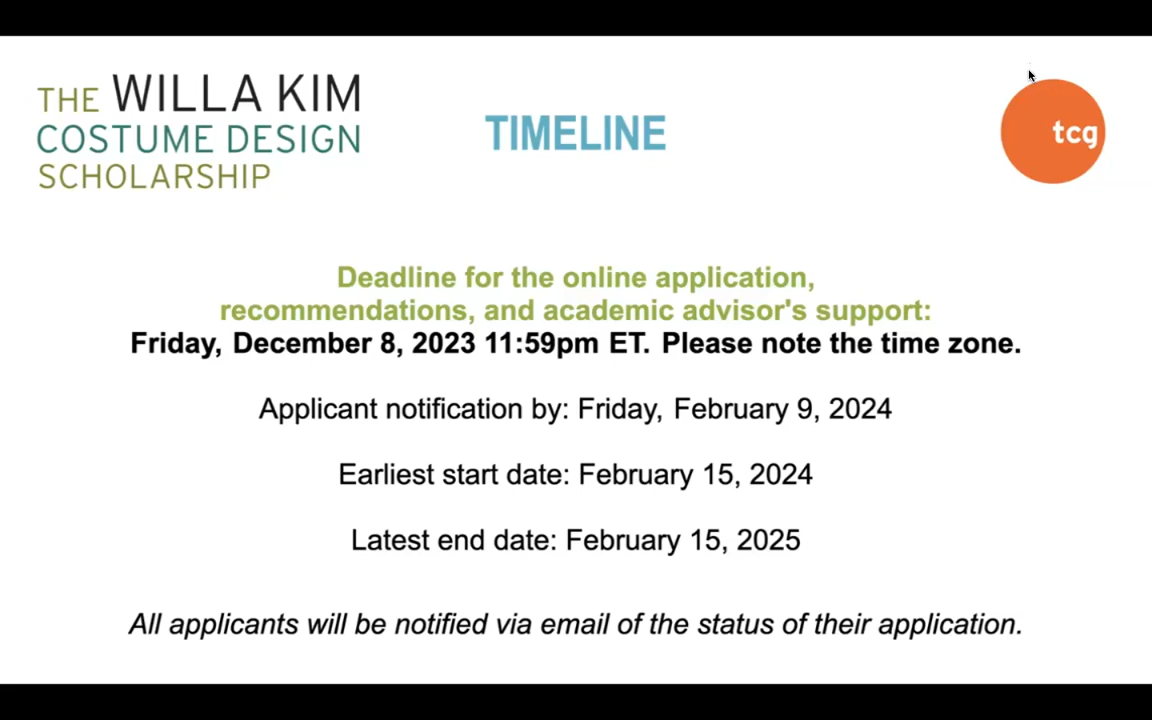 THE WILLA KIM
COSTUME DESIGN
SCHOLARSHIP
TIMELINE
tcg
Deadline for the online application,
recommendations, and academic advisor's support:
Friday, December 8, 2023 11:59pm ET. Please note the time zone.
Applicant notification by: Friday, February 9, 2024
Earliest start date: February 15, 2024
Latest end date: February 15, 2025
All applicants will be notified via email of the status of their application.